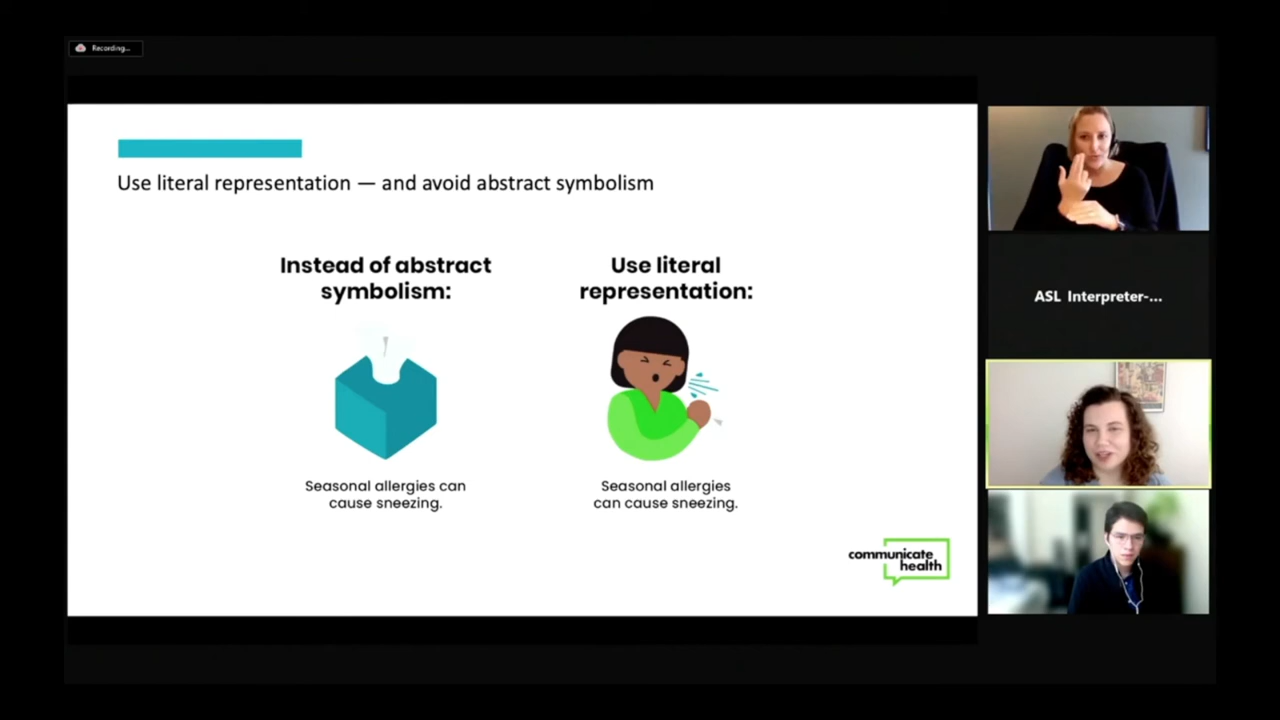 Recording...
Use literal representation — and avoid abstract symbolism
Instead of abstract
symbolism:
Use literal
representation:
Seasonal allergies can
cause sneezing.
Seasonal allergies
can cause sneezing.
communicate
health
ASL Interpreter-...